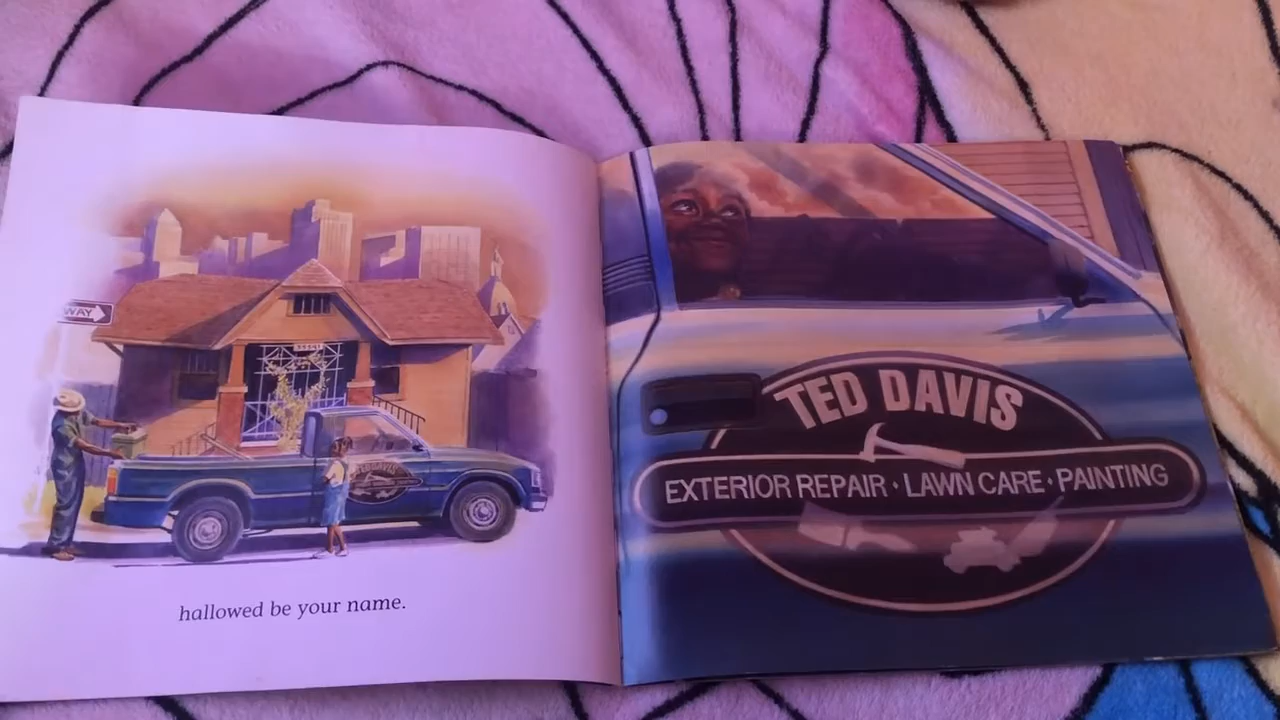 WAY
hallowed be your name.
TED DAVIS
EXTERIOR REPAIR · LAWN CARE · PAINTING